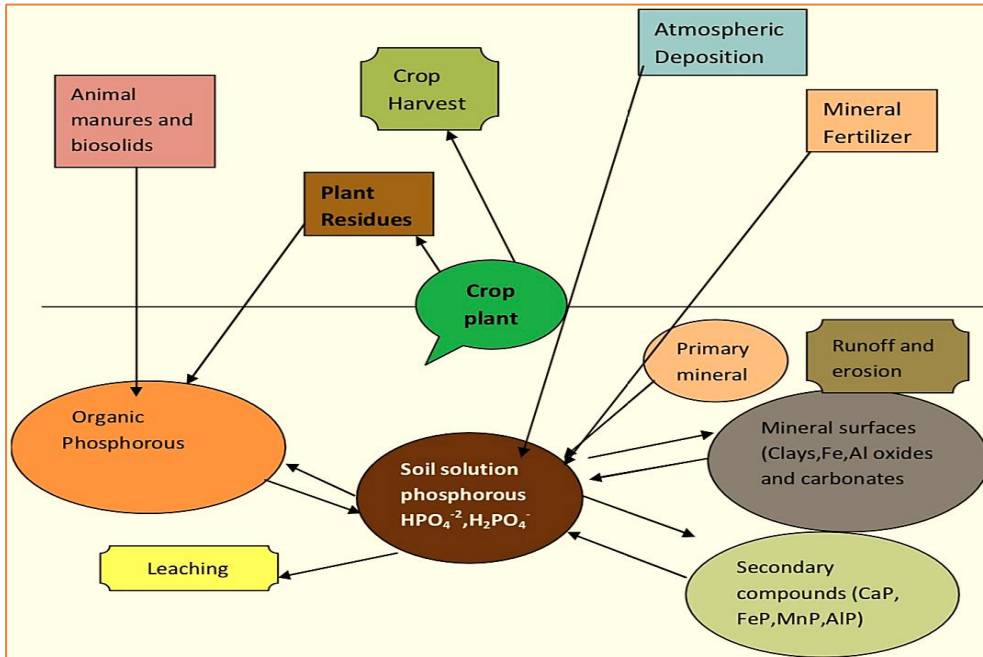 Atmospheric
Deposition
Crop
Harvest
Animal
manures and
biosolids
Mineral
Fertilizer
Plant
Residues
Crop
plant
Primary
mineral
Runoff and
erosion
Organic
Phosphorous
Mineral surfaces
(Clays,Fe,Al oxides
and carbonates
Soil solution
phosphorous
HPO₄⁻²,H₂PO₄⁻
Leaching
Secondary
compounds (CaP,
FeP,MnP,AlP)